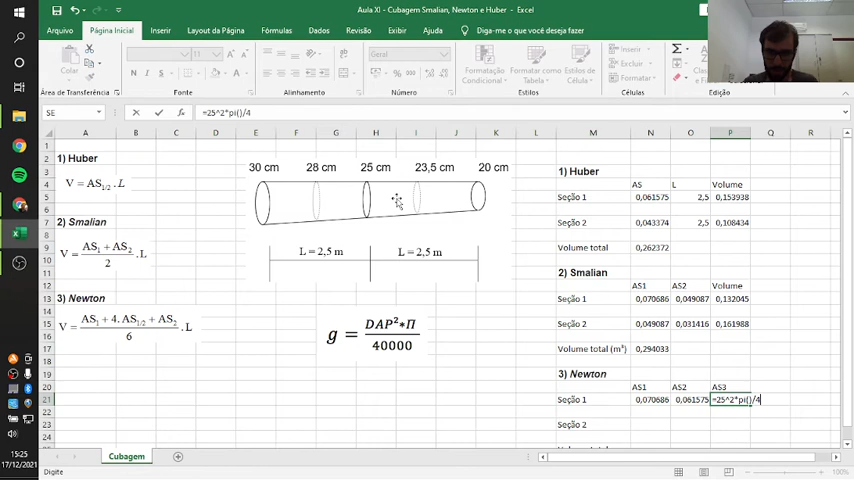 Aula XI - Cubagem Smalian, Newton e Huber - Excel
Arquivo Página Inicial Inserir Layout da Página Fórmulas Dados Revisão Exibir Ajuda Diga-me o que você deseja fazer
Colar
N I S
Formatação Condicional
Formatar como Tabela
Estilos de Célula
Inserir
Excluir
Formatar
Área de Transferência Fonte Alinhamento Número Estilos Células Edição
SE =25^2*pi()/4
A B C D E F G H I J K L M N O P Q R
1) Huber
V = AS1/2 . L
2) Smalian
V = AS1 + AS2 / 2 . L
3) Newton
V = AS1 + 4. AS1/2 + AS2 / 6 . L
30 cm 28 cm 25 cm 23,5 cm 20 cm
L = 2,5 m L = 2,5 m
g = DAP²*Π / 40000
1) Huber
AS L Volume
Seção 1 0,061575 2,5 0,153938
Seção 2 0,043374 2,5 0,108434
Volume total 0,262372
2) Smalian
AS1 AS2 Volume
Seção 1 0,070686 0,049087 0,132045
Seção 2 0,049087 0,031416 0,161988
Volume total (m³) 0,294033
3) Newton
AS1 AS2 AS3
Seção 1 0,070686 0,061575 =25^2*pi()/4
Seção 2
Cubagem
Digite
100%
15:25
17/12/2021